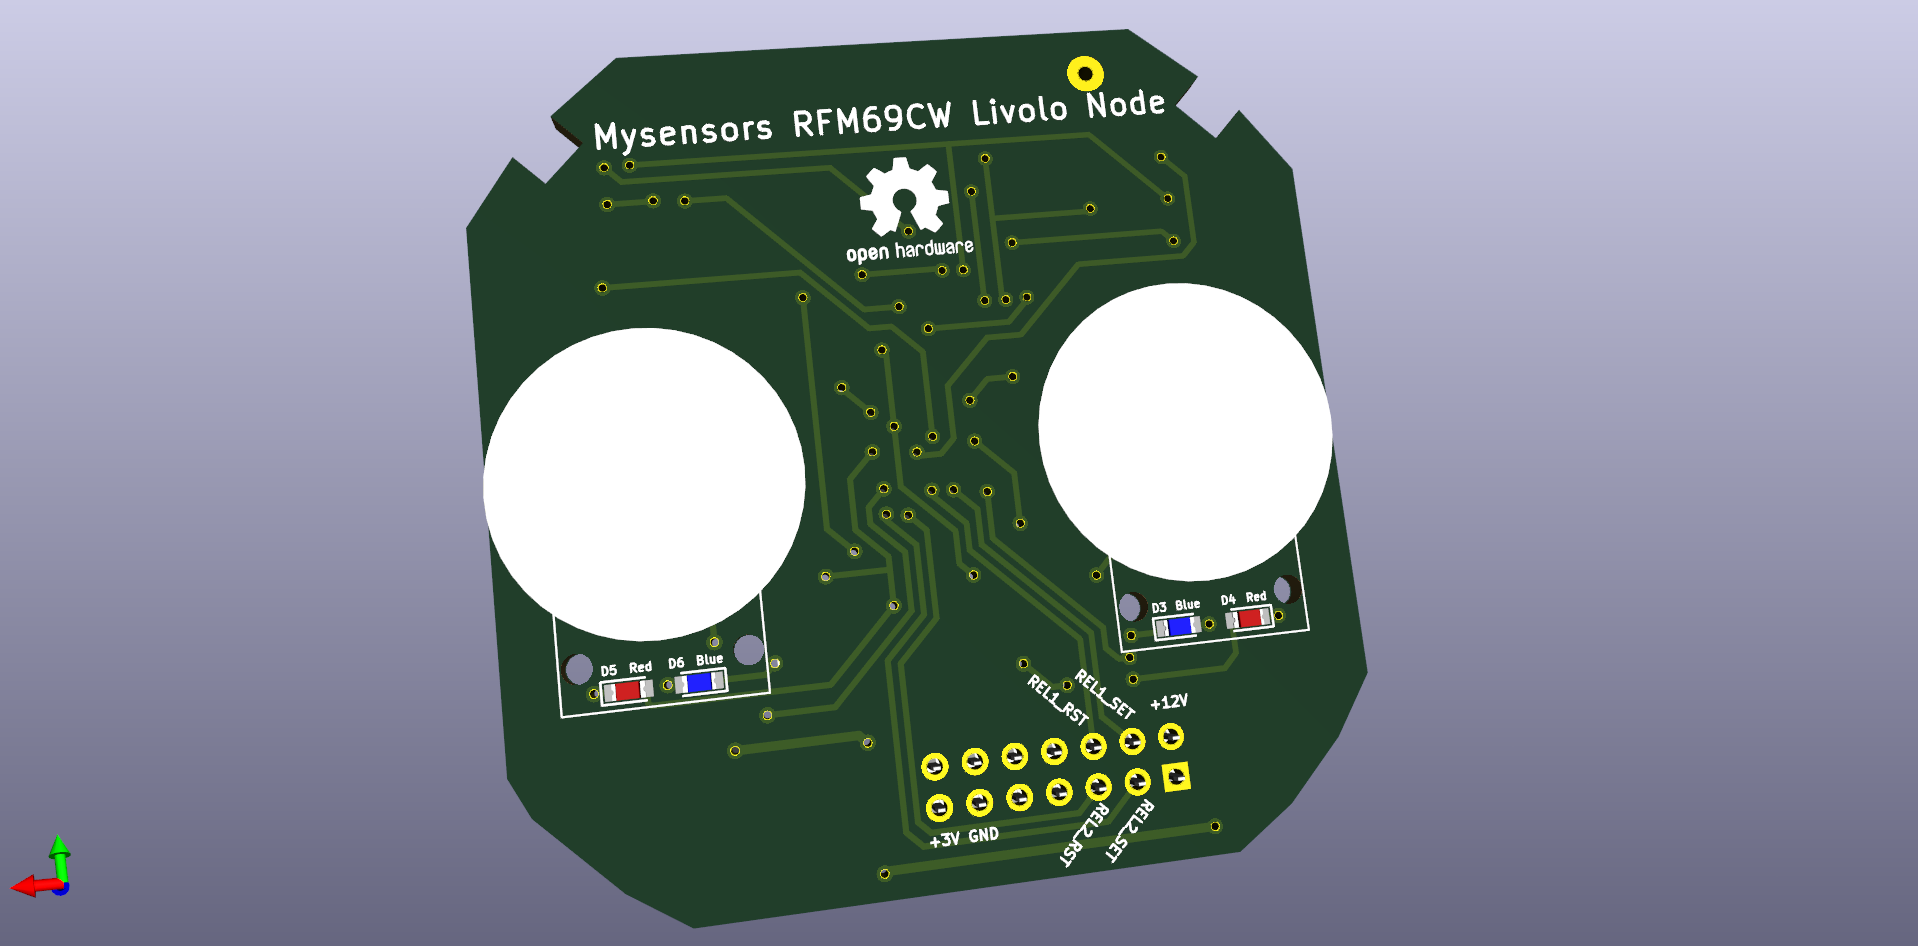 Mysensors RFM69CW Livolo Node
open hardware
D3 Blue D4 Red
D5 Red D6 Blue
REL1_RST
REL1_SET
+12V
+3V GND
REL2_RST
REL2_SET